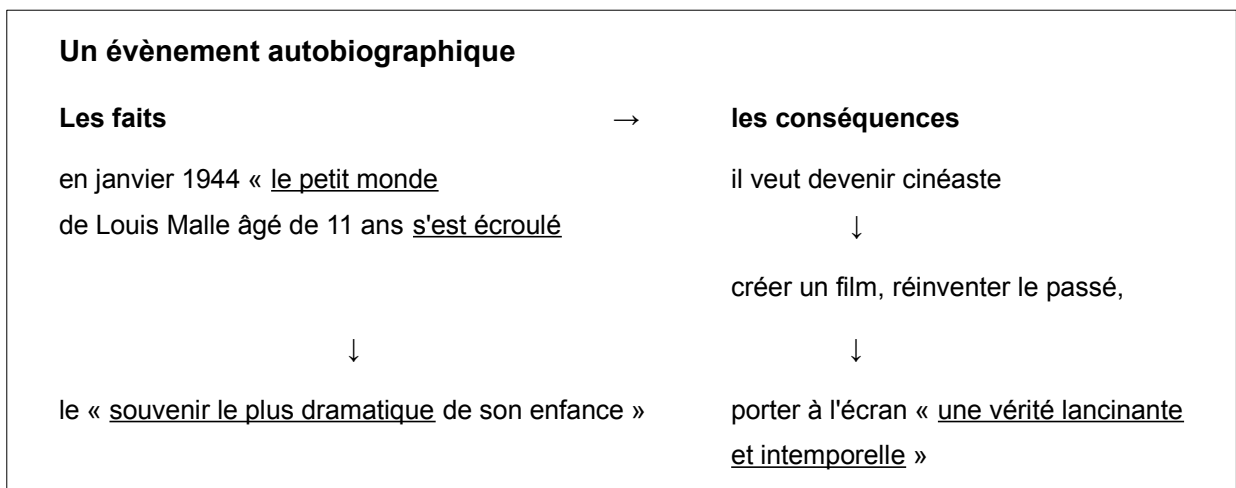 Un évènement autobiographique
Les faits → les conséquences
en janvier 1944 « le petit monde il veut devenir cinéaste
de Louis Malle âgé de 11 ans s'est écroulé ↓
créer un film, réinventer le passé,
↓ ↓
le « souvenir le plus dramatique de son enfance » porter à l'écran « une vérité lancinante
et intemporelle »